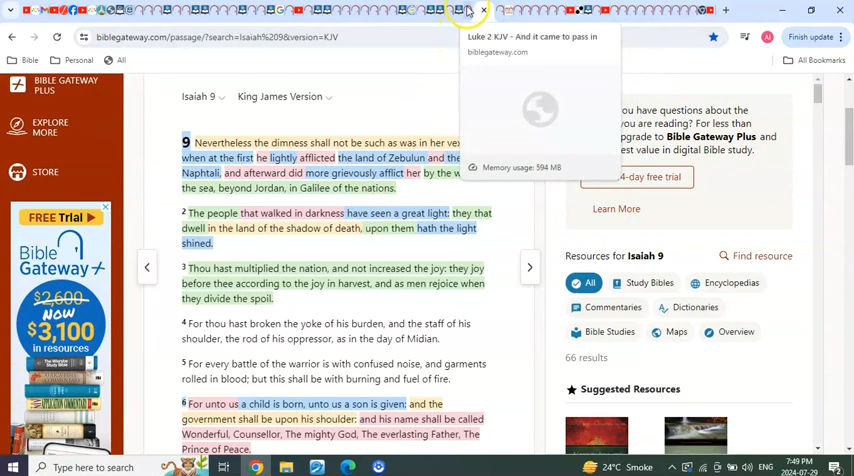 biblegateway.com/passage/?search=Isaiah%209&version=KJV
AI
Finish update
Bible
Personal
All
All Bookmarks
Luke 2 KJV - And it came to pass in
biblegateway.com
Memory usage: 594 MB
BIBLE GATEWAY
PLUS
EXPLORE
MORE
STORE
FREE Trial
Bible
Gateway+
$2,600
NOW
$3,100
in resources
Isaiah 9
King James Version
9 Nevertheless the dimness shall not be such as was in her
when at the first he lightly afflicted the land of Zebulun and the
Naphtali, and afterward did more grievously afflict her by the
the sea, beyond Jordan, in Galilee of the nations.
2 The people that walked in darkness have seen a great light: they that
dwell in the land of the shadow of death, upon them hath the light
shined.
3 Thou hast multiplied the nation, and not increased the joy: they joy
before thee according to the joy in harvest, and as men rejoice when
they divide the spoil.
4 For thou hast broken the yoke of his burden, and the staff of his
shoulder, the rod of his oppressor, as in the day of Midian.
5 For every battle of the warrior is with confused noise, and garments
rolled in blood; but this shall be with burning and fuel of fire.
6 For unto us a child is born, unto us a son is given: and the
government shall be upon his shoulder: and his name shall be called
Wonderful, Counsellor, The mighty God, The everlasting Father, The
Prince of Peace.
you have questions about the
you are reading? For less than
upgrade to Bible Gateway Plus and
best value in digital Bible study.
4-day free trial
Learn More
Resources for Isaiah 9
Find resource
All
Study Bibles
Encyclopedias
Commentaries
Dictionaries
Bible Studies
Maps
Overview
66 results
Suggested Resources
Type here to search
24°C Smoke
ENG
7:49 PM
2024-07-29